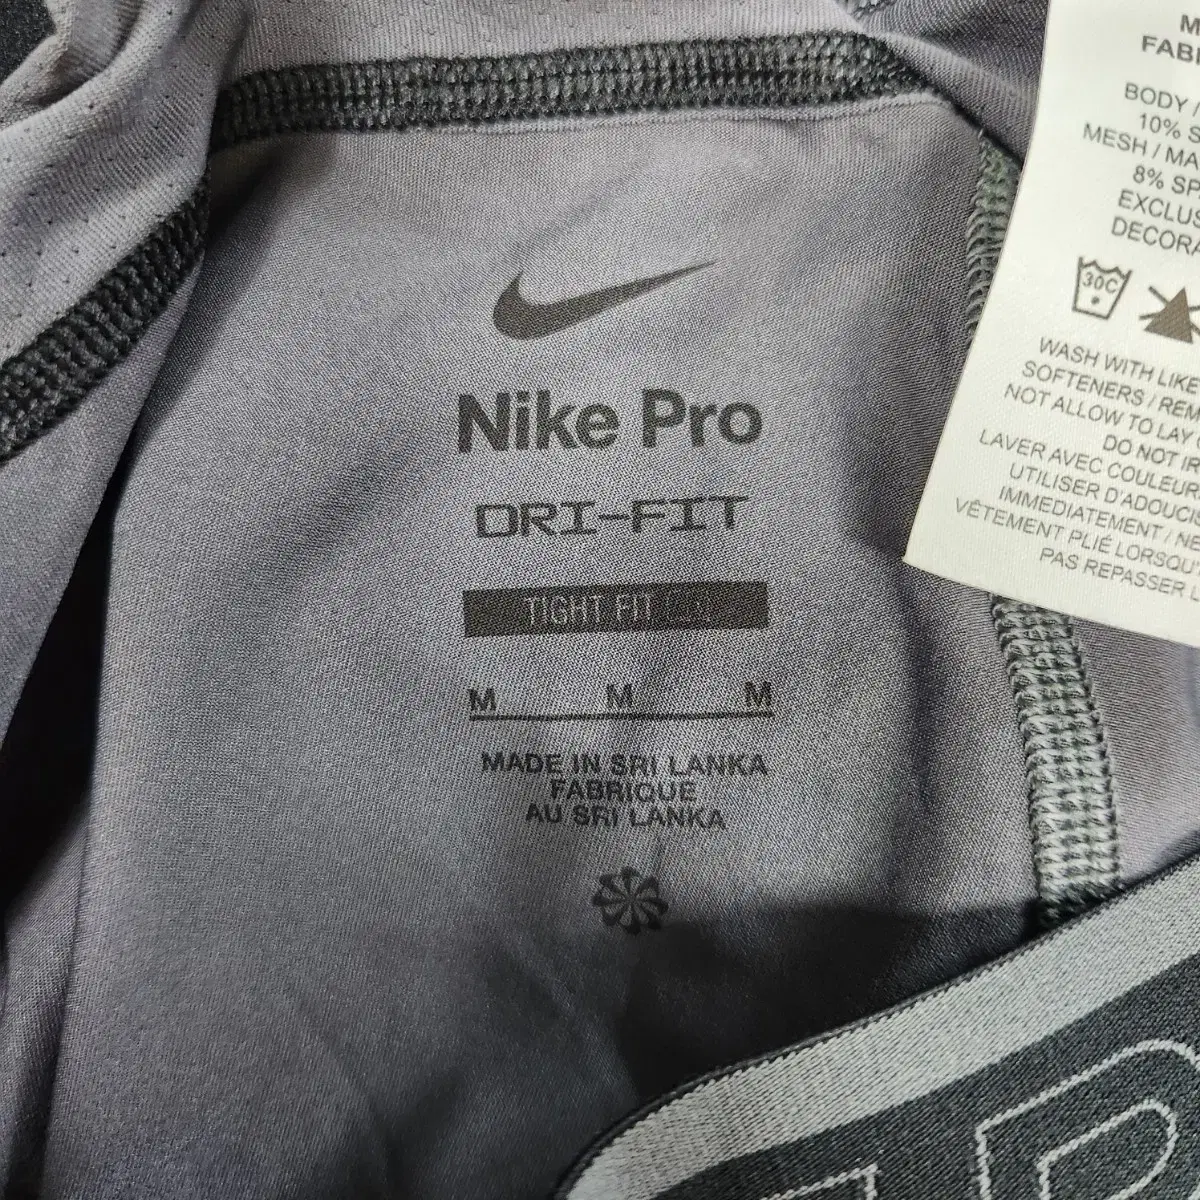 Nike Pro
DRI-FIT
TIGHT FIT
M M M
MADE IN SRI LANKA
FABRIQUE
AU SRI LANKA
BODY
10%
MESH / MA
8% SP
EXCLUS
DECORA
30C
WASH WITH LIKE
SOFTENERS / REM
NOT ALLOW TO LAY
DO NOT IR
LAVER AVEC COULEUR
UTILISER D'ADOUCI
IMMEDIATEMENT / NE
VÊTEMENT PLIÉ LORSQU'
PAS REPASSER L